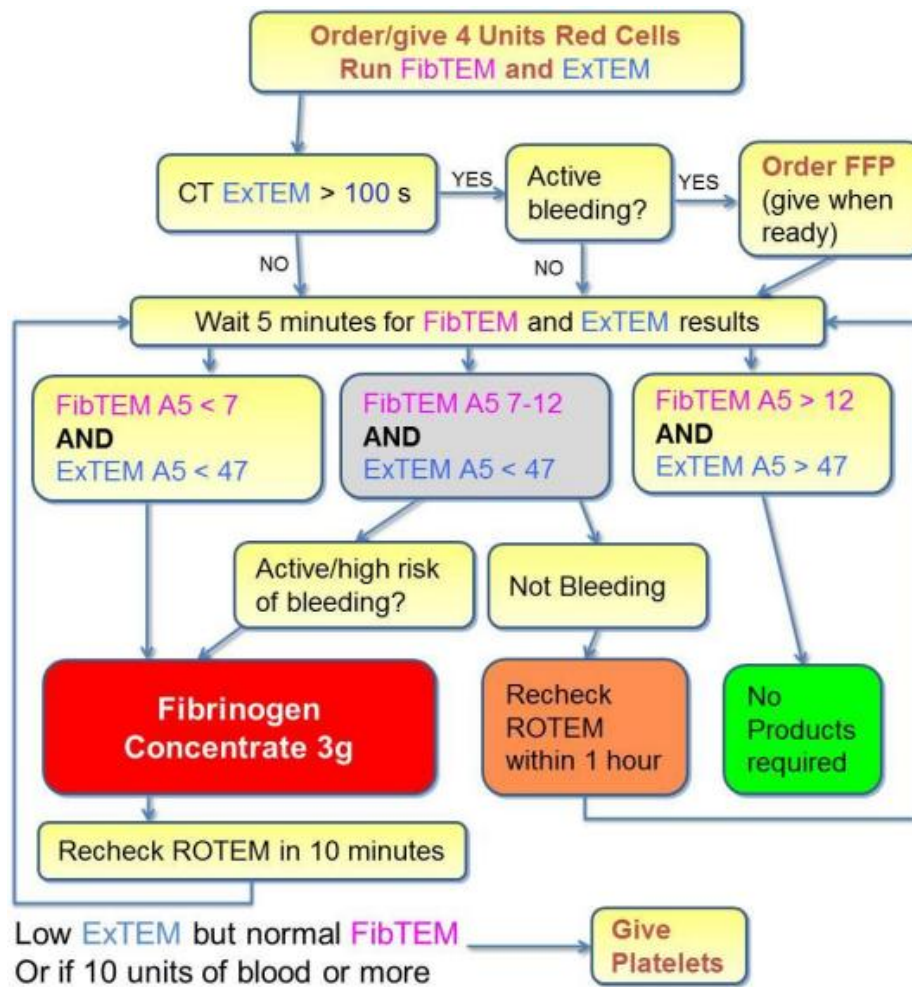 Order/give 4 Units Red Cells
Run FibTEM and ExTEM
CT ExTEM > 100 s
YES
Active
bleeding?
YES
Order FFP
(give when
ready)
NO
NO
Wait 5 minutes for FibTEM and ExTEM results
FibTEM A5 < 7
AND
ExTEM A5 < 47
FibTEM A5 7-12
AND
ExTEM A5 < 47
FibTEM A5 > 12
AND
ExTEM A5 > 47
Active/high risk
of bleeding?
Not Bleeding
Fibrinogen
Concentrate 3g
Recheck
ROTEM
within 1 hour
No
Products
required
Recheck ROTEM in 10 minutes
Low ExTEM but normal FibTEM
Or if 10 units of blood or more
Give
Platelets